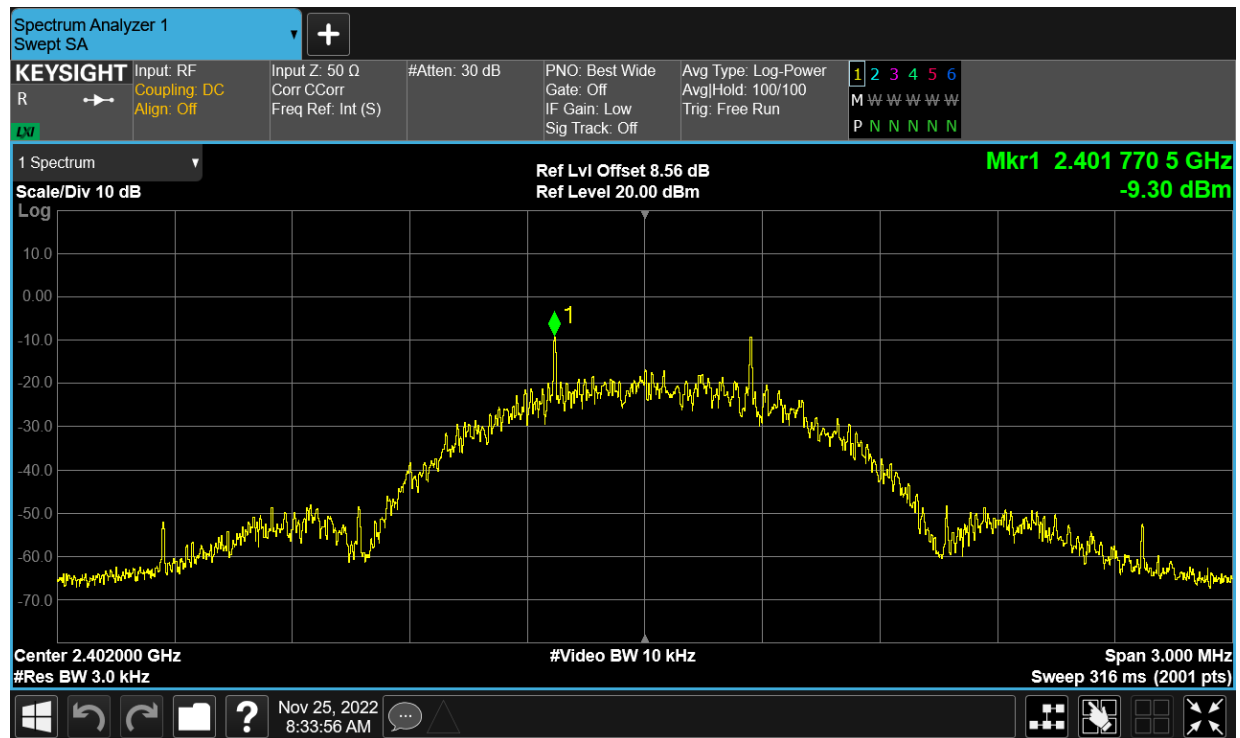 Spectrum Analyzer 1
Swept SA
+
KEYSIGHT
R
LXI
Input: RF
Coupling: DC
Align: Off
Input Z: 50 Ω
Corr CCorr
Freq Ref: Int (S)
#Atten: 30 dB
PNO: Best Wide
Gate: Off
IF Gain: Low
Sig Track: Off
Avg Type: Log-Power
Avg|Hold: 100/100
Trig: Free Run
1 2 3 4 5 6
M W W W W W W
P N N N N N N
1 Spectrum
Scale/Div 10 dB
Log
Ref Lvl Offset 8.56 dB
Ref Level 20.00 dBm
Mkr1 2.401 770 5 GHz
-9.30 dBm
10.0
0.00
1
-10.0
-20.0
-30.0
-40.0
-50.0
-60.0
-70.0
Center 2.402000 GHz
#Video BW 10 kHz
Span 3.000 MHz
#Res BW 3.0 kHz
Sweep 316 ms (2001 pts)
?
Nov 25, 2022
8:33:56 AM